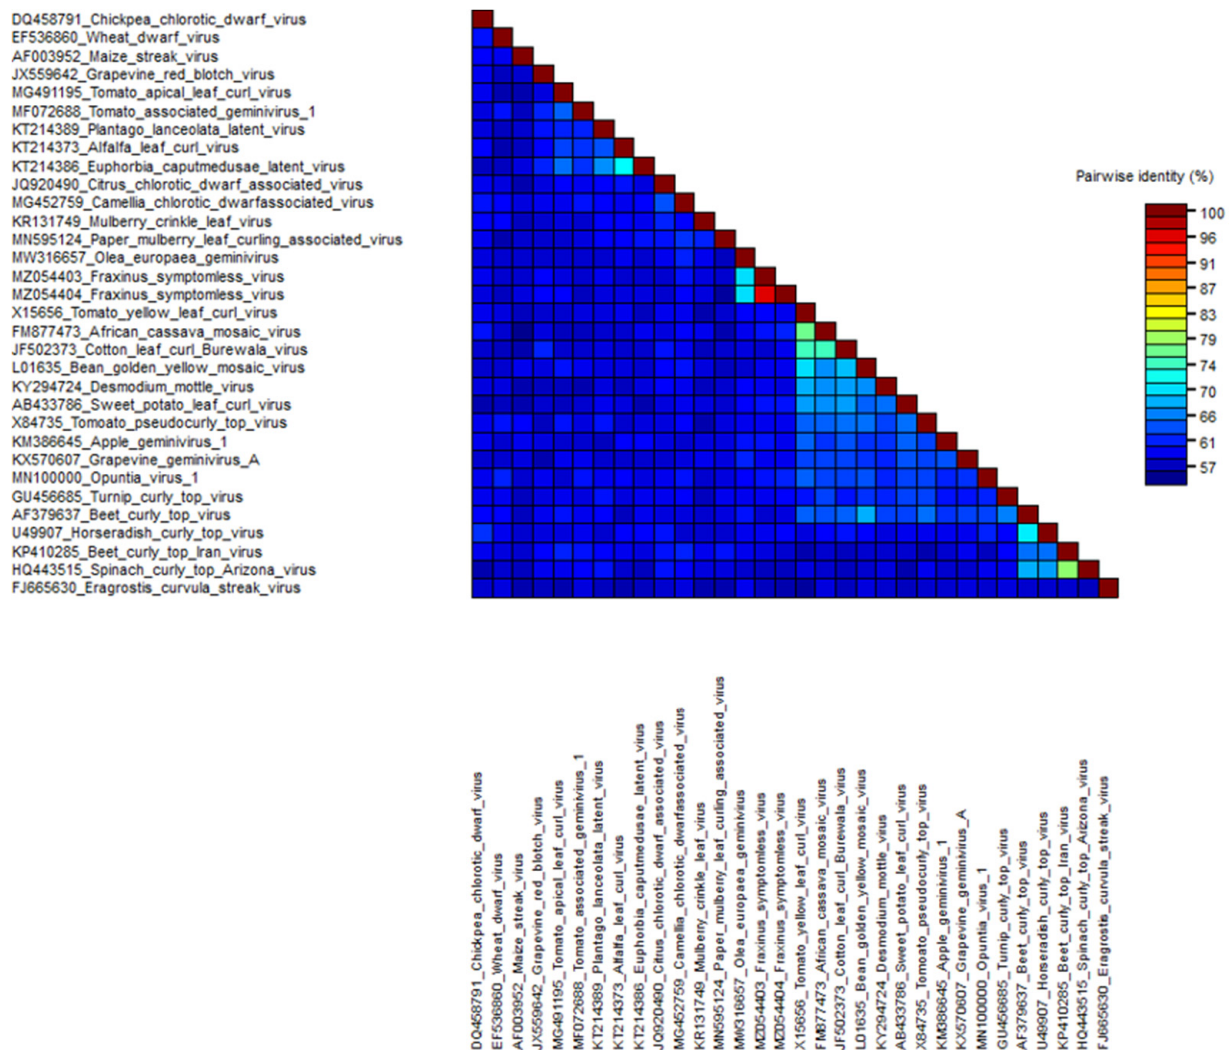 DQ458791_Chickpea_chlorotic_dwarf_virus
EF536860_Wheat_dwarf_virus
AF003952_Maize_streak_virus
JX559642_Grapevine_red_blotch_virus
MG491195_Tomato_apical_leaf_curl_virus
MF072688_Tomato_associated_geminivirus_1
KT214389_Plantago_lanceolata_latent_virus
KT214373_Alfalfa_leaf_curl_virus
KT214386_Euphorbia_caputmedusae_latent_virus
JQ920490_Citrus_chlorotic_dwarf_associated_virus
MG452759_Camellia_chlorotic_dwarfassociated_virus
KR131749_Mulberry_crinkle_leaf_virus
MN595124_Paper_mulberry_leaf_curling_associated_virus
MW316657_Olea_europaea_geminivirus
MZ054403_Fraxinus_symptomless_virus
MZ054404_Fraxinus_symptomless_virus
X15656_Tomato_yellow_leaf_curl_virus
FM877473_African_cassava_mosaic_virus
JF502373_Cotton_leaf_curl_Burewala_virus
L01635_Bean_golden_yellow_mosaic_virus
KY294724_Desmodium_mottle_virus
AB433786_Sweet_potato_leaf_curl_virus
X84735_Tomoato_pseudocurly_top_virus
KM386645_Apple_geminivirus_1
KX570607_Grapevine_geminivirus_A
MN100000_Opuntia_virus_1
GU456685_Turnip_curly_top_virus
AF379637_Beet_curly_top_virus
U49907_Horseradish_curly_top_virus
KP410285_Beet_curly_top_Iran_virus
HQ443515_Spinach_curly_top_Arizona_virus
FJ665630_Eragrostis_curvula_streak_virus
Pairwise identity (%)
100
96
91
87
83
79
74
70
66
61
57
DQ458791_Chickpea_chlorotic_dwarf_virus
EF536860_Wheat_dwarf_virus
AF003952_Maize_streak_virus
JX559642_Grapevine_red_blotch_virus
MG491195_Tomato_apical_leaf_curl_virus
MF072688_Tomato_associated_geminivirus_1
KT214389_Plantago_lanceolata_latent_virus
KT214373_Alfalfa_leaf_curl_virus
KT214386_Euphorbia_caputmedusae_latent_virus
JQ920490_Citrus_chlorotic_dwarf_associated_virus
MG452759_Camellia_chlorotic_dwarfassociated_virus
KR131749_Mulberry_crinkle_leaf_virus
MN595124_Paper_mulberry_leaf_curling_associated_virus
MW316657_Olea_europaea_geminivirus
MZ054403_Fraxinus_symptomless_virus
MZ054404_Fraxinus_symptomless_virus
X15656_Tomato_yellow_leaf_curl_virus
FM877473_African_cassava_mosaic_virus
JF502373_Cotton_leaf_curl_Burewala_virus
L01635_Bean_golden_yellow_mosaic_virus
KY294724_Desmodium_mottle_virus
AB433786_Sweet_potato_leaf_curl_virus
X84735_Tomoato_pseudocurly_top_virus
KM386645_Apple_geminivirus_1
KX570607_Grapevine_geminivirus_A
MN100000_Opuntia_virus_1
GU456685_Turnip_curly_top_virus
AF379637_Beet_curly_top_virus
U49907_Horseradish_curly_top_virus
KP410285_Beet_curly_top_Iran_virus
HQ443515_Spinach_curly_top_Arizona_virus
FJ665630_Eragrostis_curvula_streak_virus